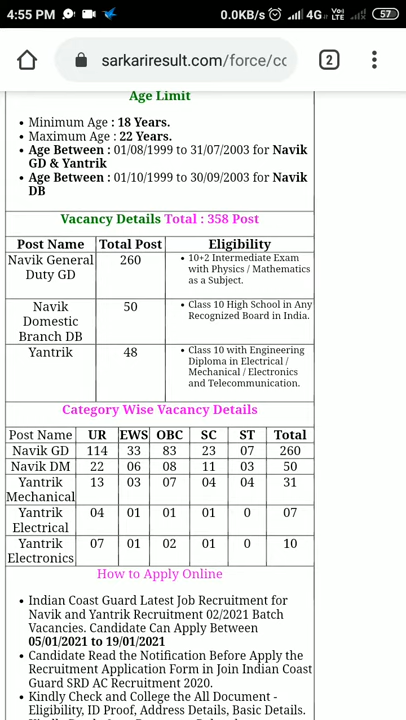 4:55 PM 0.0KB/s 4G Vo) LTE 57
sarkariresult.com/force/cc 2
Age Limit
• Minimum Age : 18 Years.
• Maximum Age : 22 Years.
• Age Between : 01/08/1999 to 31/07/2003 for Navik
GD & Yantrik
• Age Between : 01/10/1999 to 30/09/2003 for Navik
DB
Vacancy Details Total : 358 Post
Post Name Total Post Eligibility
Navik General
Duty GD
260
• 10+2 Intermediate Exam
with Physics / Mathematics
as a Subject.
Navik
Domestic
Branch DB
50
• Class 10 High School in Any
Recognized Board in India.
Yantrik 48
• Class 10 with Engineering
Diploma in Electrical /
Mechanical / Electronics
and Telecommunication.
Category Wise Vacancy Details
Post Name UR EWS OBC SC ST Total
Navik GD 114 33 83 23 07 260
Navik DM 22 06 08 11 03 50
Yantrik
Mechanical
13 03 07 04 04 31
Yantrik
Electrical
04 01 01 01 0 07
Yantrik
Electronics
07 01 02 01 0 10
How to Apply Online
• Indian Coast Guard Latest Job Recruitment for
Navik and Yantrik Recruitment 02/2021 Batch
Vacancies. Candidate Can Apply Between
05/01/2021 to 19/01/2021
• Candidate Read the Notification Before Apply the
Recruitment Application Form in Join Indian Coast
Guard SRD AC Recruitment 2020.
• Kindly Check and College the All Document -
Eligibility, ID Proof, Address Details, Basic Details.